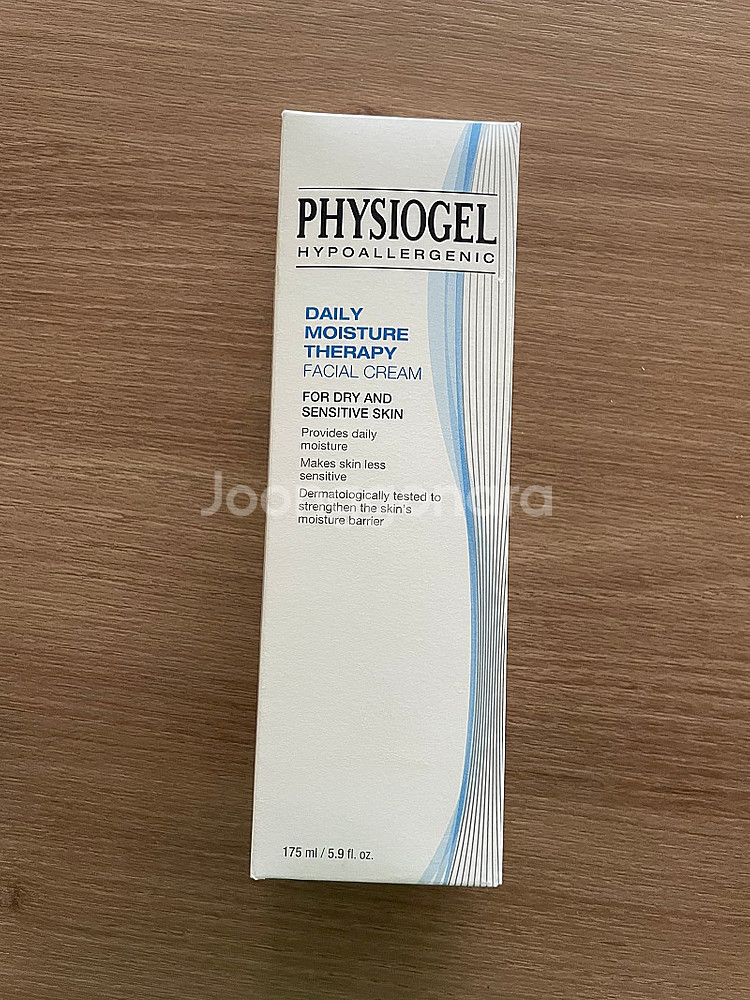 PHYSIOGEL
HYPOALLERGENIC
DAILY
MOISTURE
THERAPY
FACIAL CREAM
FOR DRY AND
SENSITIVE SKIN
Provides daily
moisture
Makes skin less
sensitive
Dermatologically tested to
strengthen the skin's
moisture barrier
175 ml / 5.9 fl. oz.